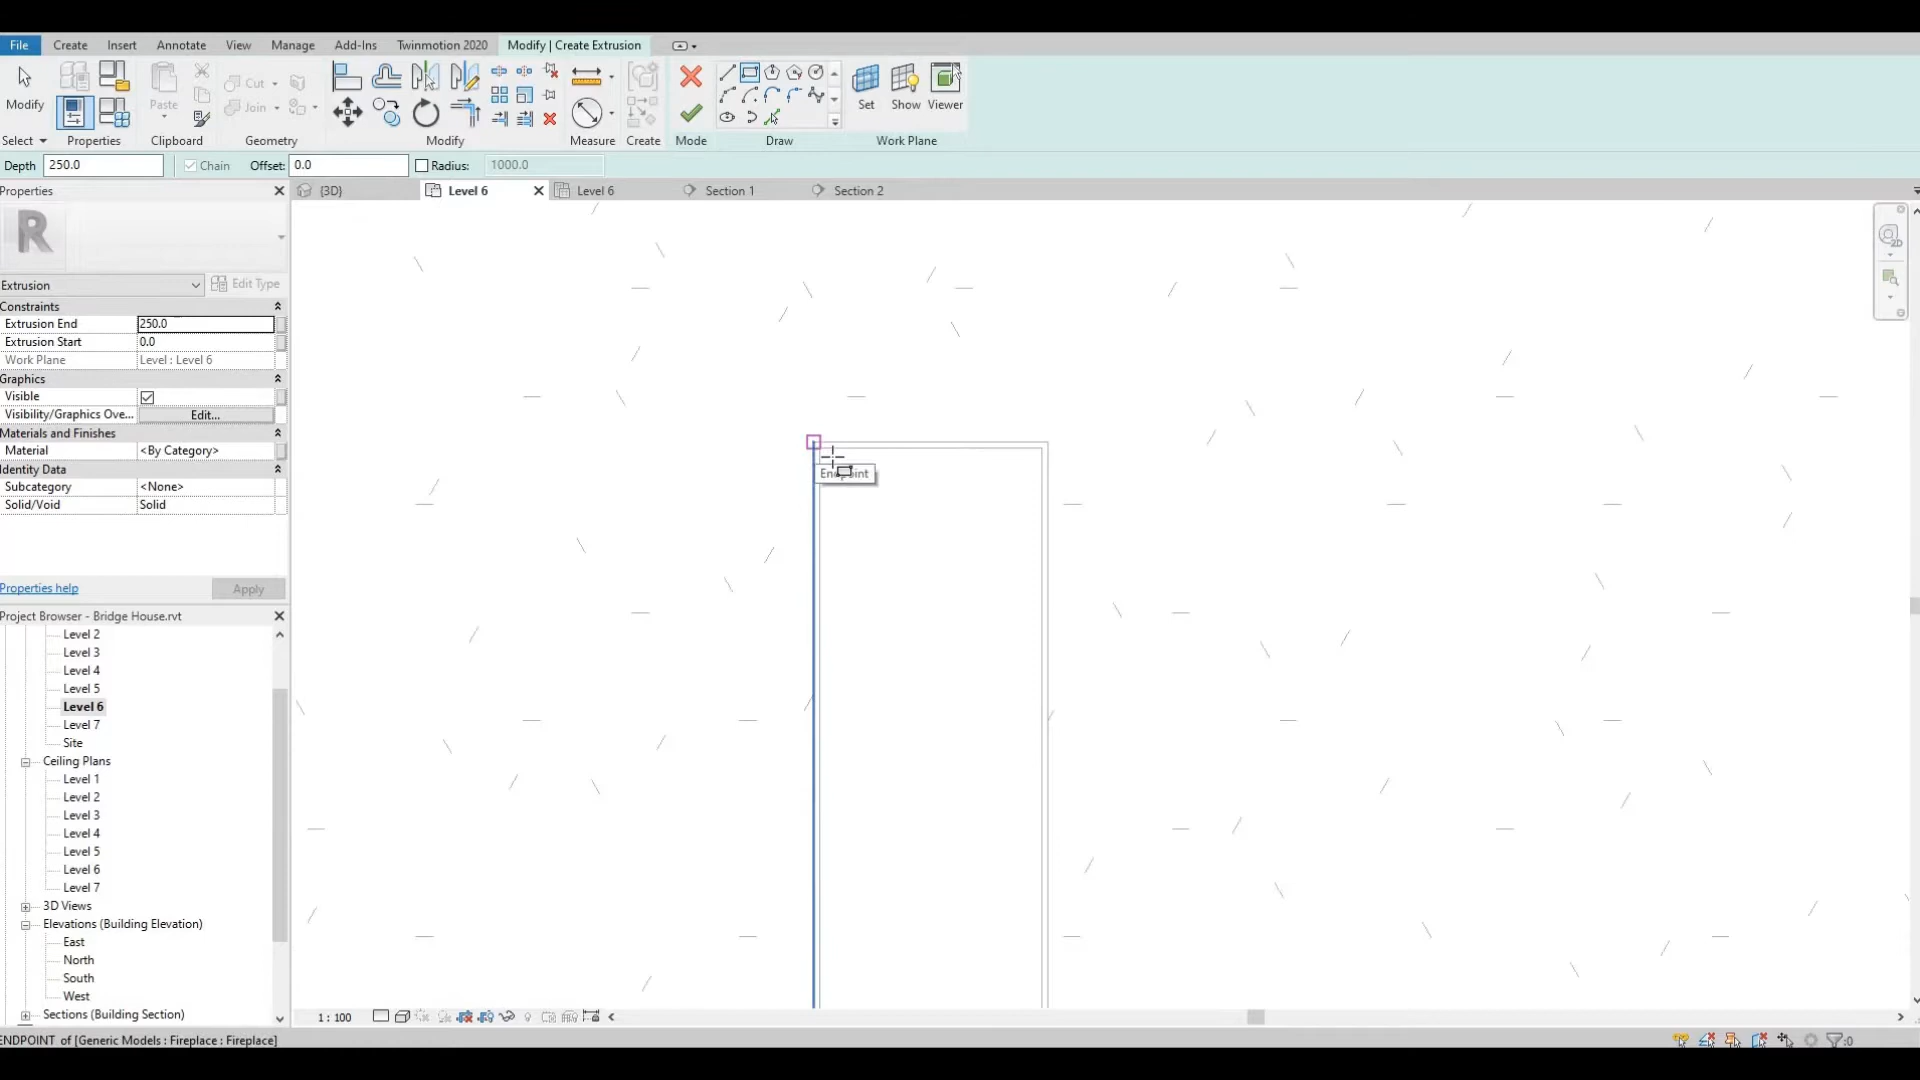 File Create Insert Annotate View Manage Add-Ins Twinmotion 2020 Modify | Create Extrusion
Modify Paste Cut Join Set Show Viewer
Select Properties Clipboard Geometry Modify Measure Create Mode Draw Work Plane
Depth 250.0 Chain Offset: 0.0 Radius: 1000.0
Properties
{3D} Level 6 Level 6 Section 1 Section 2
R
2D
Extrusion Edit Type
Constraints
Extrusion End 250.0
Extrusion Start 0.0
Work Plane Level : Level 6
Graphics
Visible
Visibility/Graphics Ove... Edit...
Materials and Finishes
Material <By Category>
Identity Data
Subcategory <None>
Solid/Void Solid
Endpoint
Properties help Apply
Project Browser - Bridge House.rvt
Level 2
Level 3
Level 4
Level 5
Level 6
Level 7
Site
Ceiling Plans
Level 1
Level 2
Level 3
Level 4
Level 5
Level 6
Level 7
3D Views
Elevations (Building Elevation)
East
North
South
West
Sections (Building Section)
1 : 100
ENDPOINT of [Generic Models : Fireplace : Fireplace]
:0